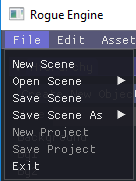 Rogue Engine
File Edit Asset
New Scene
Open Scene
Save Scene
Save Scene As
New Project
Save Project
Exit